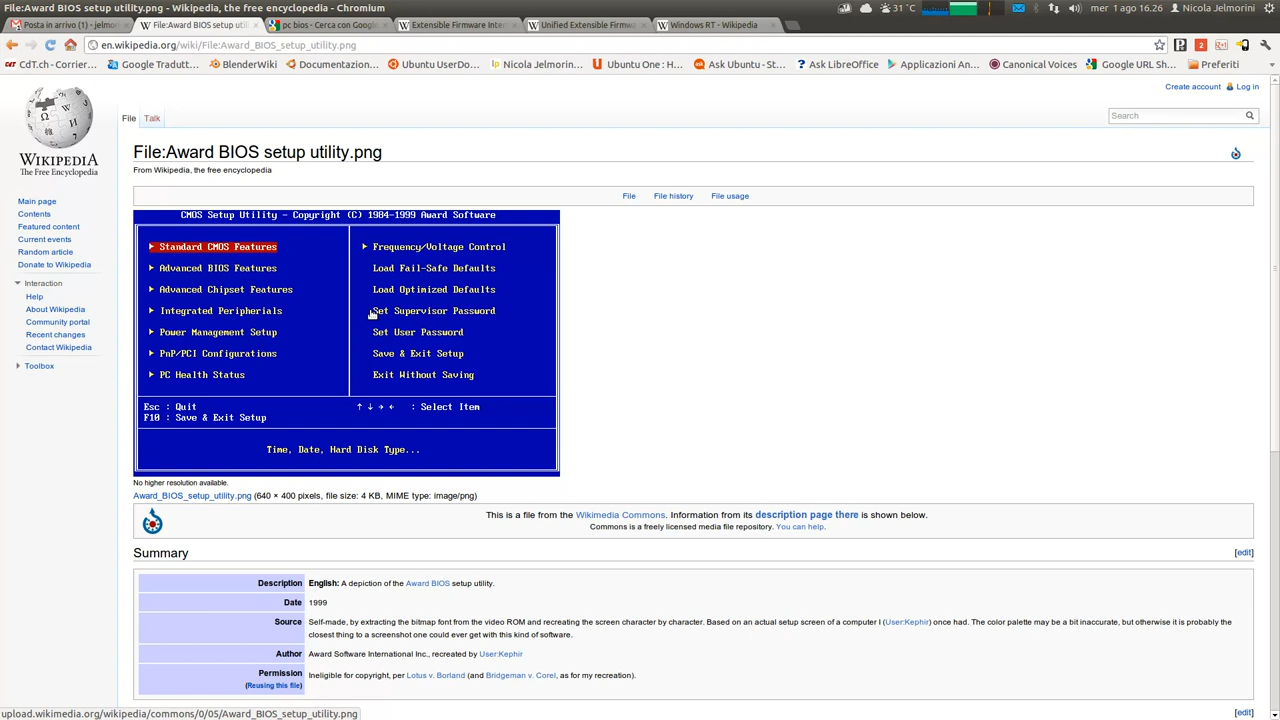 File:Award BIOS setup utility.png - Wikipedia, the free encyclopedia - Chromium
31°C
mer 1 ago 16.26
Nicola Jelmorini
Posta in arrivo (1) - jelmori
File:Award BIOS setup uti
pc bios - Cerca con Google
Extensible Firmware Inter
Unified Extensible Firmwa
Windows RT - Wikipedia
en.wikipedia.org/wiki/File:Award_BIOS_setup_utility.png
CdT.ch - Corrier...
Google Tradutt...
BlenderWiki
Documentazion...
Ubuntu UserDo...
Nicola Jelmorin...
Ubuntu One : H...
Ask Ubuntu - St...
Ask LibreOffice
Applicazioni An...
Canonical Voices
Google URL Sh...
Preferiti
Create account
Log in
File
Talk
Search
WIKIPEDIA
The Free Encyclopedia
Main page
Contents
Featured content
Current events
Random article
Donate to Wikipedia
Interaction
Help
About Wikipedia
Community portal
Recent changes
Contact Wikipedia
Toolbox
File:Award BIOS setup utility.png
From Wikipedia, the free encyclopedia
File
File history
File usage
CMOS Setup Utility - Copyright (C) 1984-1999 Award Software
Standard CMOS Features
Advanced BIOS Features
Advanced Chipset Features
Integrated Peripherials
Power Management Setup
PnP/PCI Configurations
PC Health Status
Frequency/Voltage Control
Load Fail-Safe Defaults
Load Optimized Defaults
Set Supervisor Password
Set User Password
Save & Exit Setup
Exit Without Saving
Esc : Quit
F10 : Save & Exit Setup
↑ ↓ → ← : Select Item
Time, Date, Hard Disk Type...
No higher resolution available.
Award_BIOS_setup_utility.png (640 × 400 pixels, file size: 4 KB, MIME type: image/png)
This is a file from the Wikimedia Commons. Information from its description page there is shown below.
Commons is a freely licensed media file repository. You can help.
Summary
[edit]
Description
English: A depiction of the Award BIOS setup utility.
Date
1999
Source
Self-made, by extracting the bitmap font from the video ROM and recreating the screen character by character. Based on an actual setup screen of a computer I (User:Kephir) once had. The color palette may be a bit inaccurate, but otherwise it is probably the
closest thing to a screenshot one could ever get with this kind of software.
Author
Award Software International Inc., recreated by User:Kephir
Permission
(Reusing this file)
Ineligible for copyright, per Lotus v. Borland (and Bridgeman v. Corel, as for my recreation).
[edit]
upload.wikimedia.org/wikipedia/commons/0/05/Award_BIOS_setup_utility.png